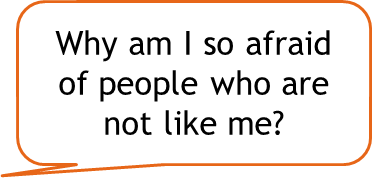 Why am I so afraid
of people who are
not like me?